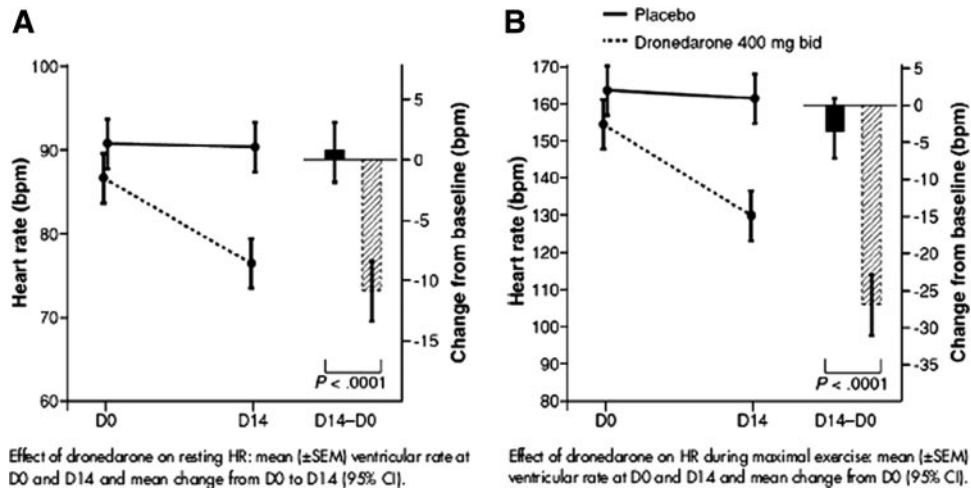 A
B
Placebo
Dronedarone 400 mg bid
100
90
80
70
60
Heart rate (bpm)
5
0
-5
-10
-15
Change from baseline (bpm)
P < .0001
D0
D14
D14–D0
170
160
150
140
130
120
110
100
90
80
Heart rate (bpm)
5
0
-5
-10
-15
-20
-25
-30
-35
Change from baseline (bpm)
P < .0001
D0
D14
D14–D0
Effect of dronedarone on resting HR: mean (±SEM) ventricular rate at
D0 and D14 and mean change from D0 to D14 (95% CI).
Effect of dronedarone on HR during maximal exercise: mean (±SEM)
ventricular rate at D0 and D14 and mean change from D0 (95% CI).